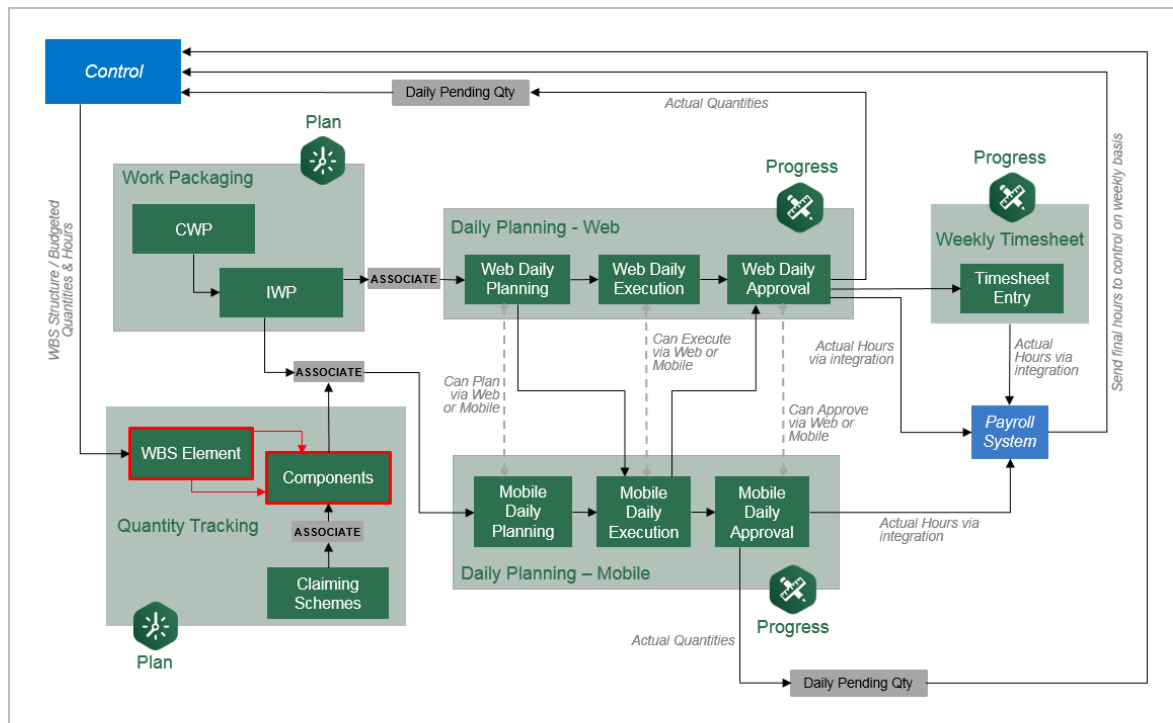 Control
Daily Pending Qty
Actual Quantities
Plan
Work Packaging
CWP
IWP
ASSOCIATE
WBS Structure / Budgeted
Quantities & Hours
Progress
Daily Planning - Web
Web Daily
Planning
Web Daily
Execution
Web Daily
Approval
Progress
Weekly Timesheet
Timesheet
Entry
Send final hours to control on weekly basis
ASSOCIATE
Can Plan
via Web
or Mobile
Can Execute
via Web or
Mobile
Can Approve
via Web or
Mobile
Actual Hours
via integration
Actual
Hours via
integration
Payroll
System
WBS Element
Components
Quantity Tracking
ASSOCIATE
Claiming
Schemes
Plan
Mobile
Daily
Planning
Mobile
Daily
Execution
Mobile
Daily
Approval
Actual Hours via
integration
Daily Planning – Mobile
Progress
Actual Quantities
Daily Pending Qty